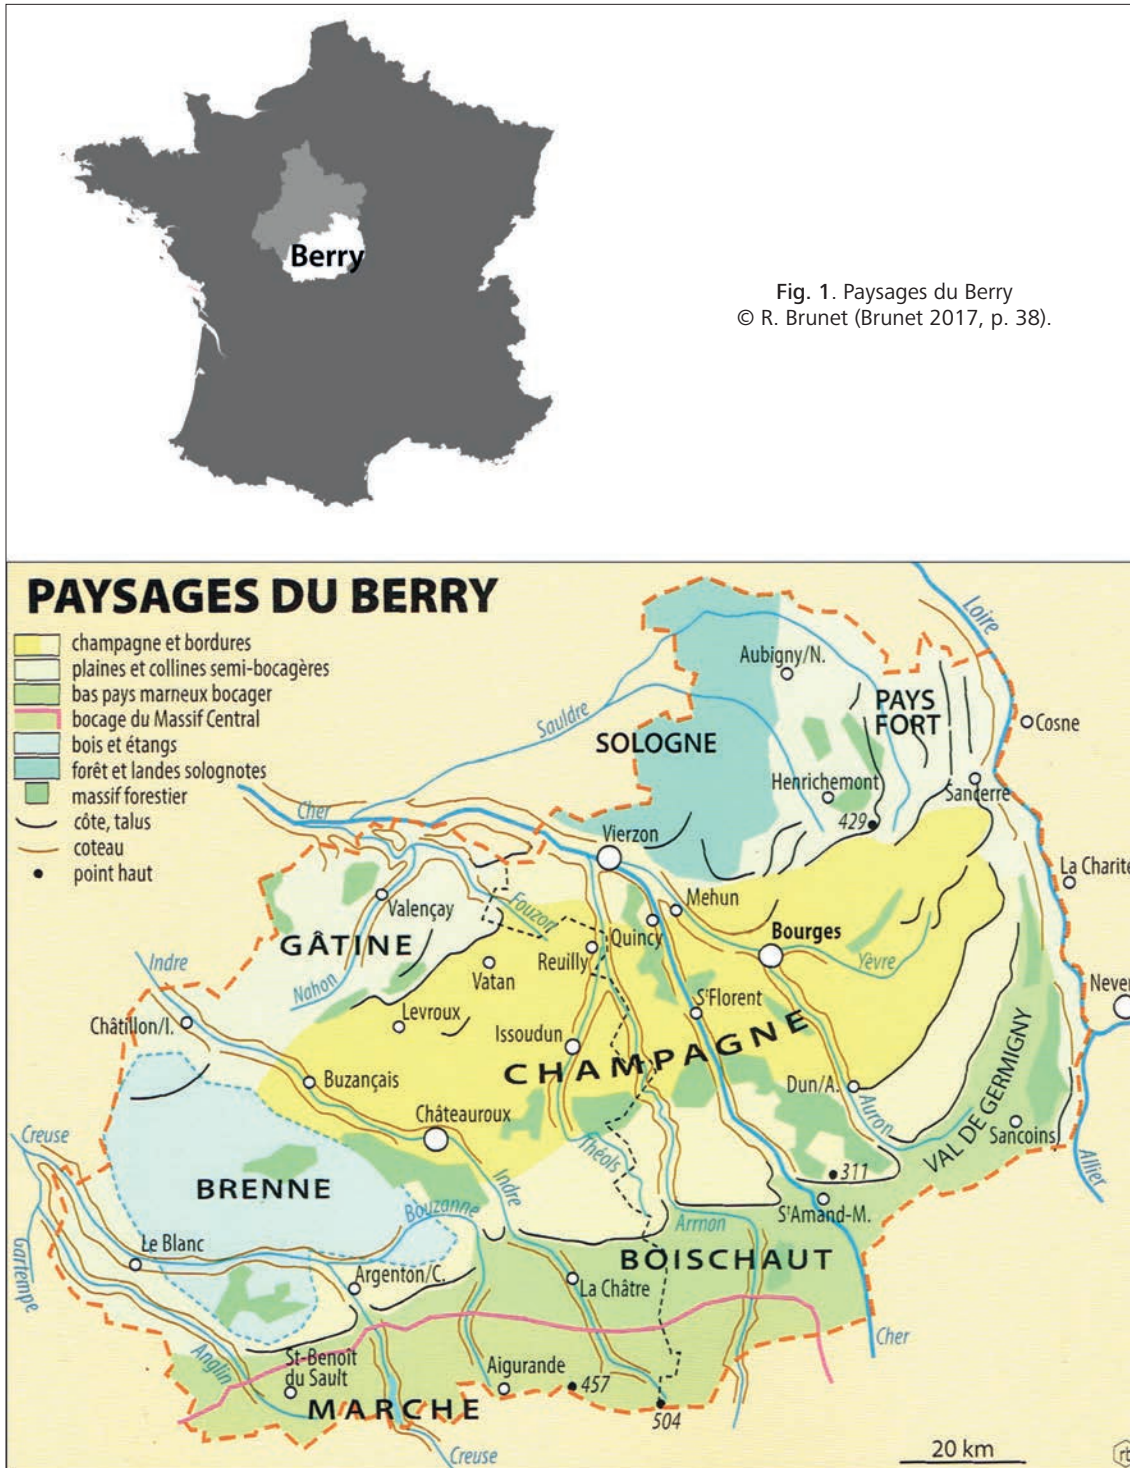 Berry
Fig. 1. Paysages du Berry
© R. Brunet (Brunet 2017, p. 38).
PAYSAGES DU BERRY
champagne et bordures
plaines et collines semi-bocagères
bas pays marneux bocager
bocage du Massif Central
bois et étangs
forêt et landes solognotes
massif forestier
côte, talus
coteau
point haut
Loire
Aubigny/N.
PAYS
FORT
Cosne
Sauldre
SOLOGNE
Henrichemont
Sancerre
Cher
429
Vierzon
La Charité
Valençay
Fouzon
Mehun
GÂTINE
Quincy
Bourges
Reuilly
Indre
Vatan
Yèvre
Nahon
Nevers
Levroux
S^t Florent
Châtillon/I.
Issoudun
CHAMPAGNE
Buzançais
Dun/A.
Châteauroux
Auron
VAL DE GERMIGNY
Sancoins
Creuse
Théols
Allier
Indre
311
BRENNE
Bouzanne
S^t Amand-M.
Arnon
Le Blanc
BOISCHAUT
Gartempe
Argenton/C.
La Châtre
Cher
Anglin
St-Benoît
du Sault
Aigurande
457
MARCHE
504
Creuse
20 km
rb